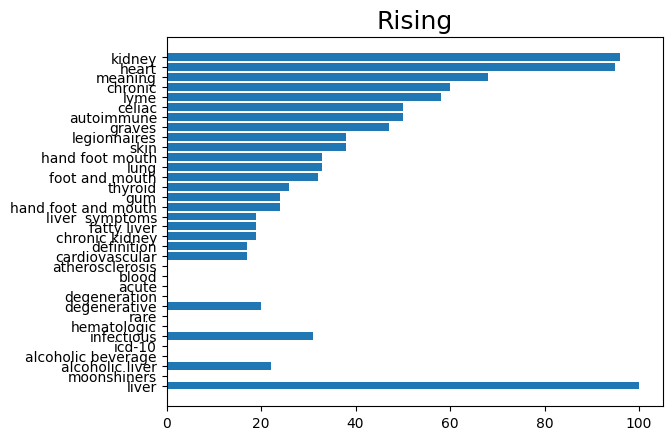 Rising
kidney
heart
meaning
chronic
lyme
celiac
autoimmune
graves
legionnaires
skin
hand foot mouth
lung
foot and mouth
thyroid
gum
hand foot and mouth
liver  symptoms
fatty liver
chronic kidney
definition
cardiovascular
atherosclerosis
blood
acute
degeneration
degenerative
rare
hematologic
infectious
icd-10
alcoholic beverage
alcoholic liver
moonshiners
liver
0 20 40 60 80 100